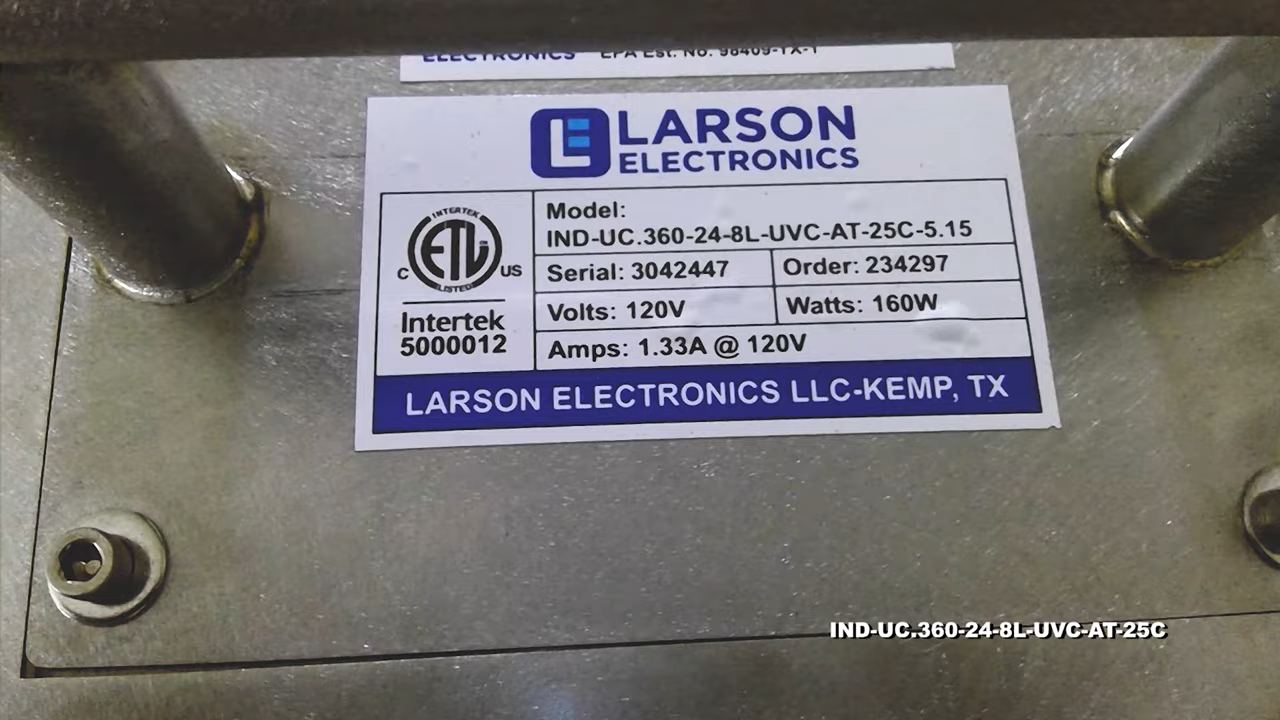 ELECTRONICS EPA Est. No. 98409-TX-1
LARSON
ELECTRONICS
INTERTEK
ETL
C US
LISTED
Intertek
5000012
Model:
IND-UC.360-24-8L-UVC-AT-25C-5.15
Serial: 3042447 Order: 234297
Volts: 120V Watts: 160W
Amps: 1.33A @ 120V
LARSON ELECTRONICS LLC-KEMP, TX
IND-UC.360-24-8L-UVC-AT-25C